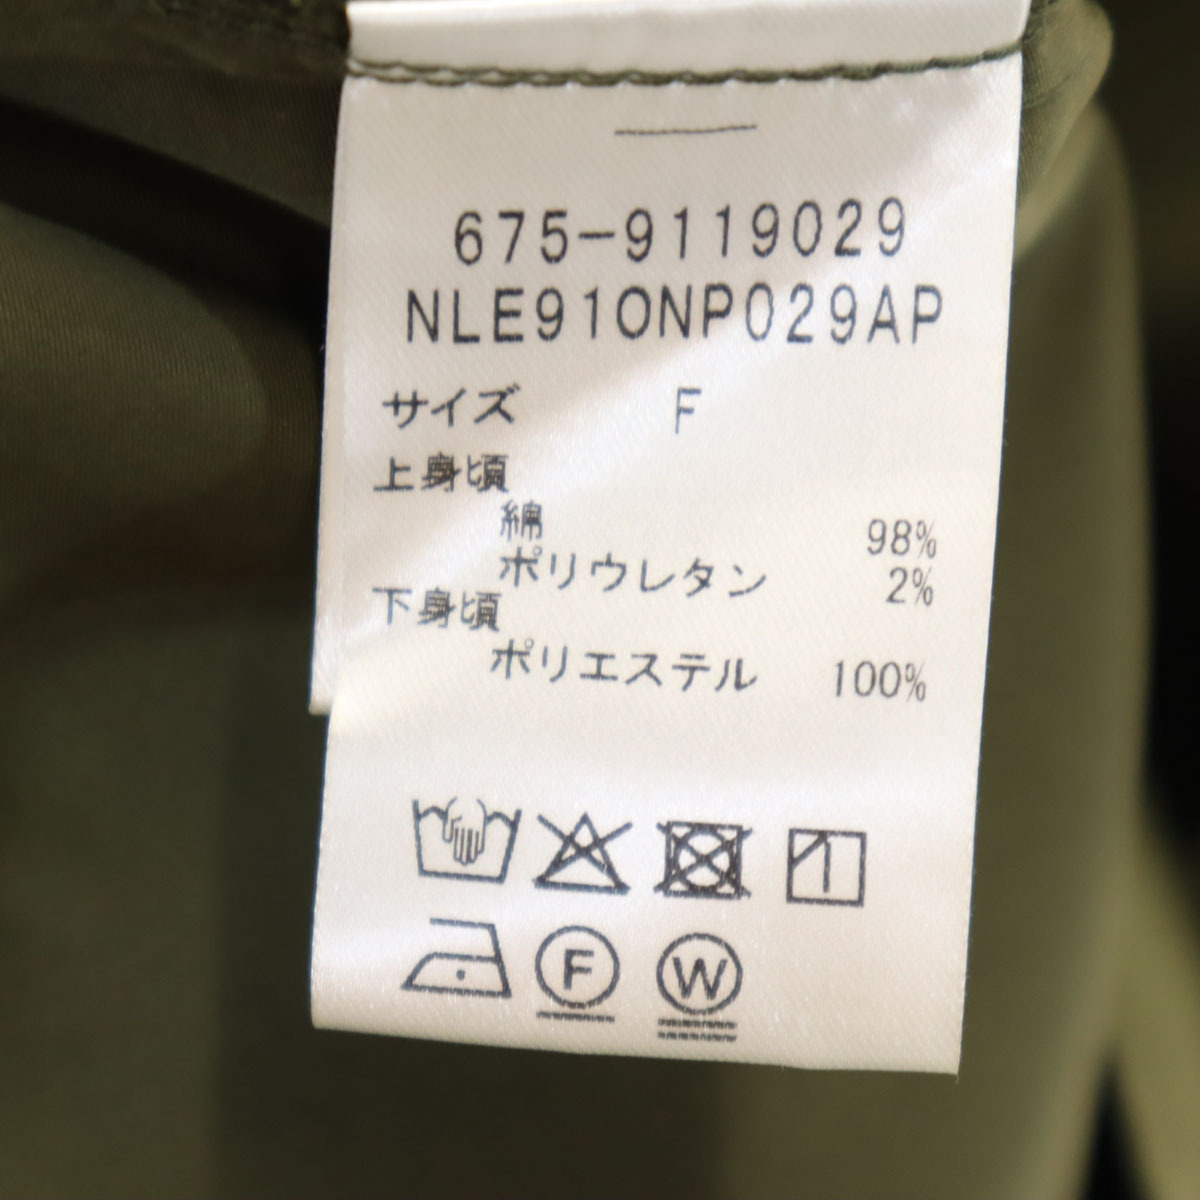 675-9119029
NLE910NP029AP
サイズ F
上身頃
綿 98%
ポリウレタン 2%
下身頃
ポリエステル 100%
F
W